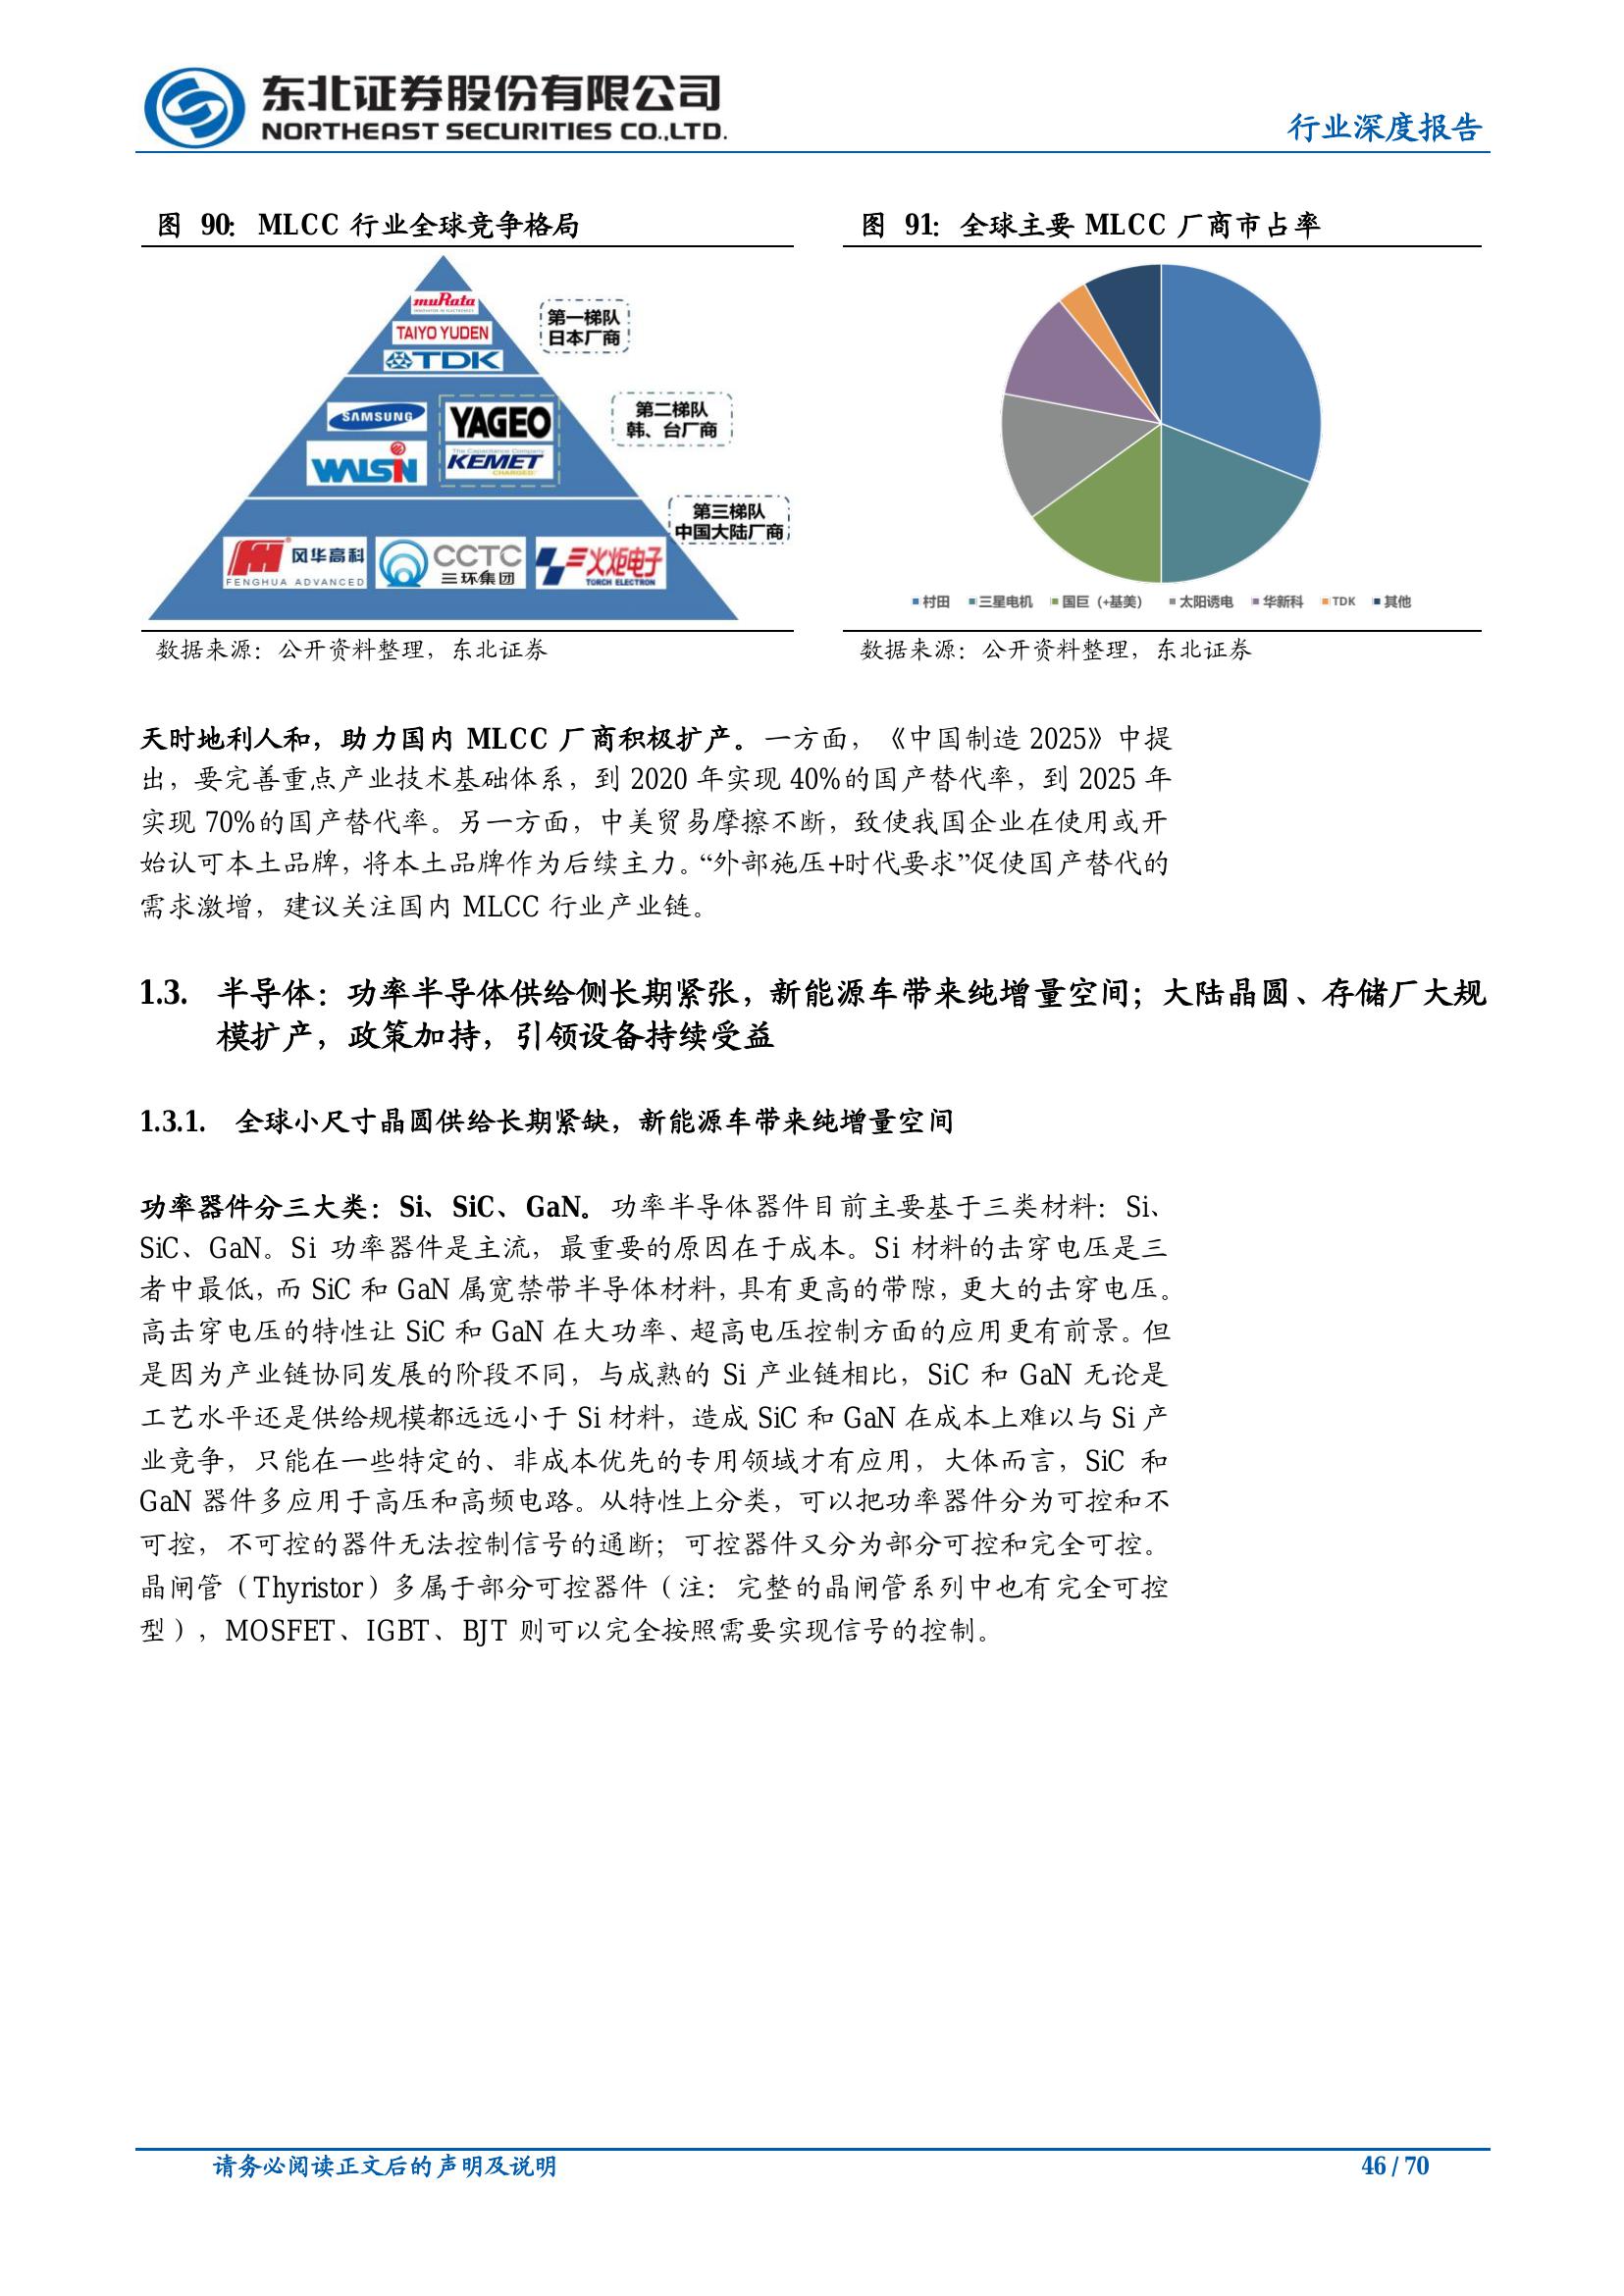 东北证券股份有限公司
NORTHEAST SECURITIES CO.,LTD.
行业深度报告
图 90: MLCC 行业全球竞争格局
muRata
INNOVATOR IN ELECTRONICS
TAIYO YUDEN
TDK
第一梯队
日本厂商
SAMSUNG
YAGEO
WALSIN
The Capacitance Company
KEMET
CHARGED
第二梯队
韩、台厂商
第三梯队
中国大陆厂商
风华高科
FENGHUA ADVANCED
CCTC
三环集团
火炬电子
TORCH ELECTRON
数据来源：公开资料整理，东北证券
图 91: 全球主要 MLCC 厂商市占率
村田 三星电机 国巨（+基美） 太阳诱电 华新科 TDK 其他
数据来源：公开资料整理，东北证券
天时地利人和，助力国内 MLCC 厂商积极扩产。一方面，《中国制造 2025》中提
出，要完善重点产业技术基础体系，到 2020 年实现 40%的国产替代率，到 2025 年
实现 70%的国产替代率。另一方面，中美贸易摩擦不断，致使我国企业在使用或开
始认可本土品牌，将本土品牌作为后续主力。“外部施压+时代要求”促使国产替代的
需求激增，建议关注国内 MLCC 行业产业链。
1.3. 半导体：功率半导体供给侧长期紧张，新能源车带来纯增量空间；大陆晶圆、存储厂大规
模扩产，政策加持，引领设备持续受益
1.3.1. 全球小尺寸晶圆供给长期紧缺，新能源车带来纯增量空间
功率器件分三大类：Si、SiC、GaN。功率半导体器件目前主要基于三类材料：Si、
SiC、GaN。Si 功率器件是主流，最重要的原因在于成本。Si 材料的击穿电压是三
者中最低，而 SiC 和 GaN 属宽禁带半导体材料，具有更高的带隙，更大的击穿电压。
高击穿电压的特性让 SiC 和 GaN 在大功率、超高电压控制方面的应用更有前景。但
是因为产业链协同发展的阶段不同，与成熟的 Si 产业链相比，SiC 和 GaN 无论是
工艺水平还是供给规模都远远小于 Si 材料，造成 SiC 和 GaN 在成本上难以与 Si 产
业竞争，只能在一些特定的、非成本优先的专用领域才有应用，大体而言，SiC 和
GaN 器件多应用于高压和高频电路。从特性上分类，可以把功率器件分为可控和不
可控，不可控的器件无法控制信号的通断；可控器件又分为部分可控和完全可控。
晶闸管（Thyristor）多属于部分可控器件（注：完整的晶闸管系列中也有完全可控
型），MOSFET、IGBT、BJT 则可以完全按照需要实现信号的控制。
请务必阅读正文后的声明及说明
46 / 70